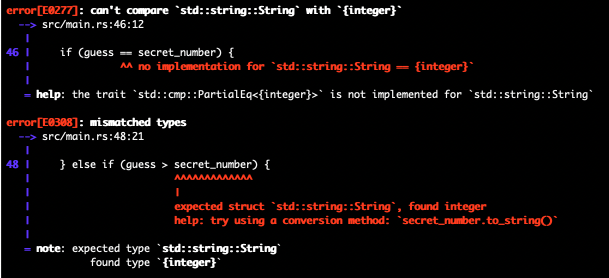 error[E0277]: can't compare `std::string::String` with `{integer}`
--> src/main.rs:46:12
|
46 | if (guess == secret_number) {
| ^^ no implementation for `std::string::String == {integer}`
|
= help: the trait `std::cmp::PartialEq<{integer}>` is not implemented for `std::string::String`
error[E0308]: mismatched types
--> src/main.rs:48:21
|
48 | } else if (guess > secret_number) {
| ^^^^^^^^^^^^^
| |
| expected struct `std::string::String`, found integer
| help: try using a conversion method: `secret_number.to_string()`
|
= note: expected type `std::string::String`
found type `{integer}`